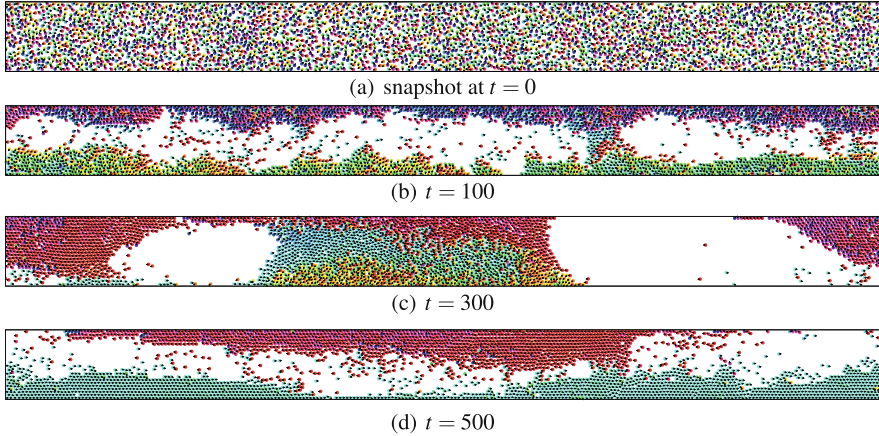 (a) snapshot at t = 0
(b) t = 100
(c) t = 300
(d) t = 500